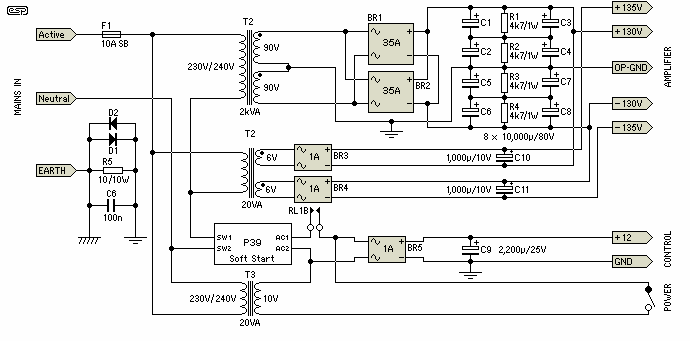 esp
Active
F1
10A SB
T2
90V
230V/240V
90V
2kVA
BR1
35A
35A
BR2
C1
R1
4k7/1W
C3
C2
R2
4k7/1W
C4
C5
R3
4k7/1W
C7
C6
R4
4k7/1W
C8
8 × 10,000µ/80V
+135V
+130V
OP-GND
-130V
-135V
AMPLIFIER
MAINS IN
Neutral
D2
D1
EARTH
R5
10/10W
C6
100n
T2
6V
6V
20VA
1A
BR3
1A
BR4
1,000µ/10V
C10
1,000µ/10V
C11
RL1B
SW1
P39
AC1
SW2
AC2
Soft Start
1A
BR5
C9
2,200µ/25V
+12
GND
CONTROL
T3
230V/240V
10V
20VA
POWER